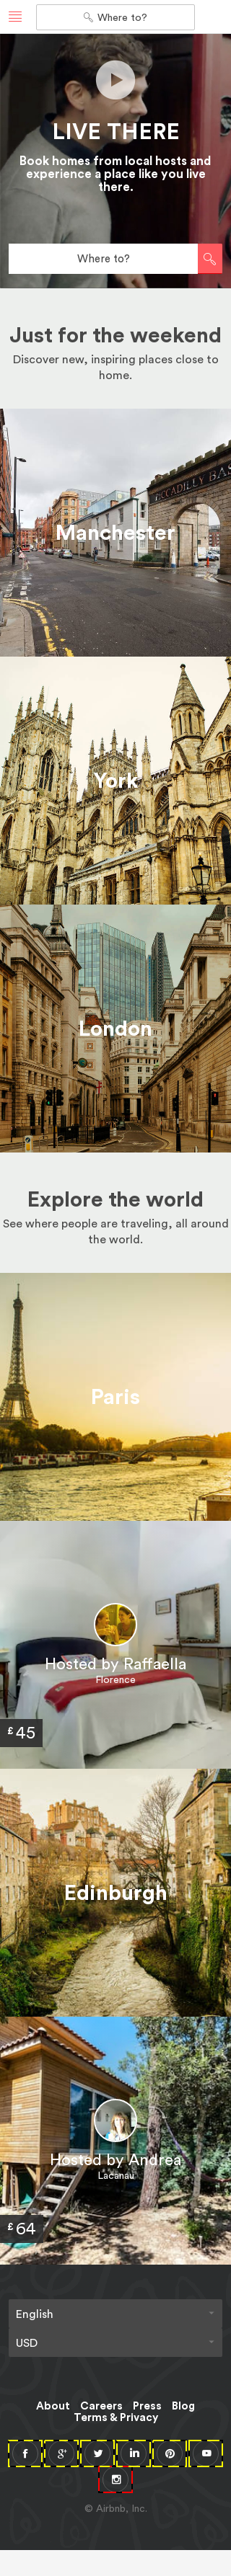 Where to?
LIVE THERE
Book homes from local hosts and
experience a place like you live
there.
Where to?
Just for the weekend
Discover new, inspiring places close to
home.
PICCADILLY BAS
Manchester
York
London
Explore the world
See where people are traveling, all around
the world.
Paris
Hosted by Raffaella
Florence
£45
Edinburgh
Hosted by Andrea
Lacanau
£64
English
USD
About Careers Press Blog
Terms & Privacy
© Airbnb, Inc.